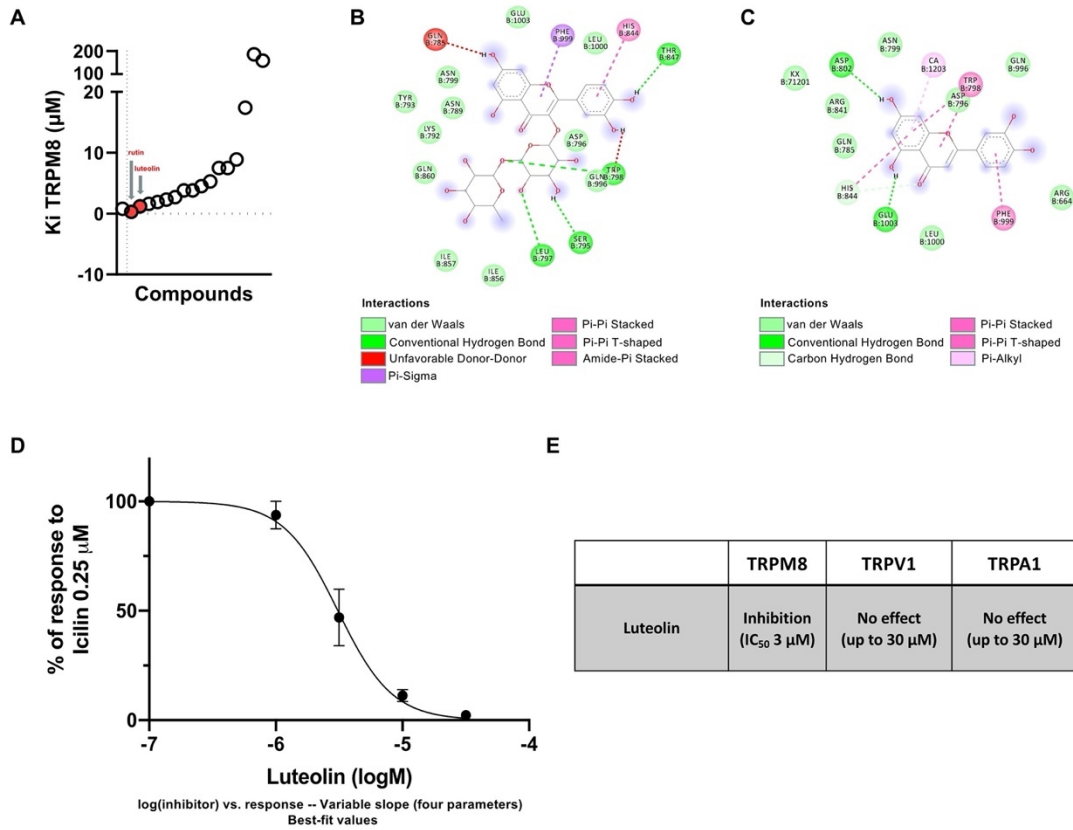 A
Ki TRPM8 (µM)
200
100
20
10
0
-10
rutin
luteolin
Compounds
B
GLU
B:1003
GLN
B:785
PHE
B:999
LEU
B:1000
HIS
B:844
THR
B:847
ASN
B:799
TYR
B:793
ASN
B:789
LYS
B:792
ASP
B:796
GLN
B:860
GLN
B:996
TRP
B:798
SER
B:795
LEU
B:797
ILE
B:857
ILE
B:856
H
H
H
Interactions
van der Waals
Conventional Hydrogen Bond
Unfavorable Donor-Donor
Pi-Sigma
Pi-Pi Stacked
Pi-Pi T-shaped
Amide-Pi Stacked
C
ASN
B:799
ASP
B:802
CA
B:1203
GLN
B:996
KX
B:71201
TRP
B:798
ASP
B:796
ARG
B:841
GLN
B:785
HIS
B:844
GLU
B:1003
LEU
B:1000
PHE
B:999
ARG
B:664
H
H
Interactions
van der Waals
Conventional Hydrogen Bond
Carbon Hydrogen Bond
Pi-Pi Stacked
Pi-Pi T-shaped
Pi-Alkyl
D
% of response to
Icilin 0.25 µM
100
50
0
-7
-6
-5
-4
Luteolin (logM)
log(inhibitor) vs. response -- Variable slope (four parameters)
Best-fit values
E
TRPM8 TRPV1 TRPA1
Luteolin
Inhibition
(IC₅₀ 3 µM)
No effect
(up to 30 µM)
No effect
(up to 30 µM)